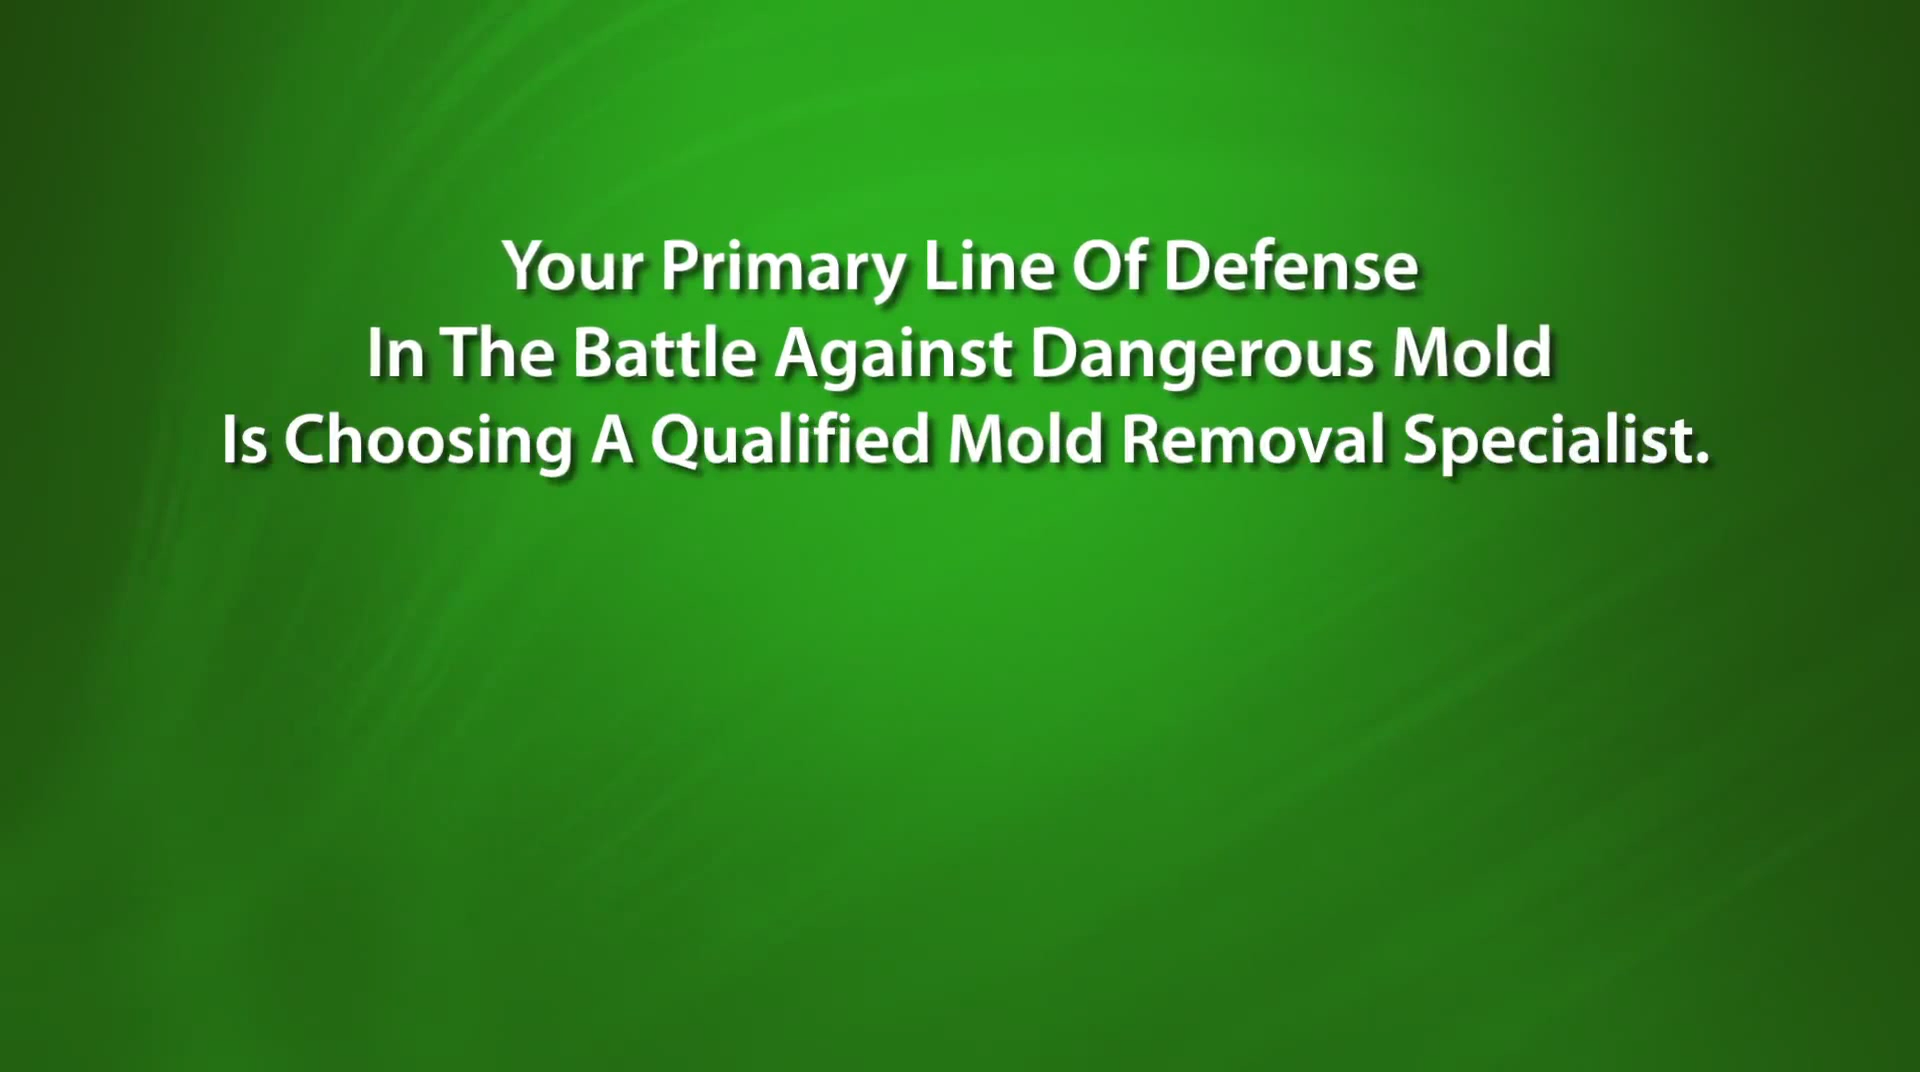 Your Primary Line Of Defense
In The Battle Against Dangerous Mold
Is Choosing A Qualified Mold Removal Specialist.